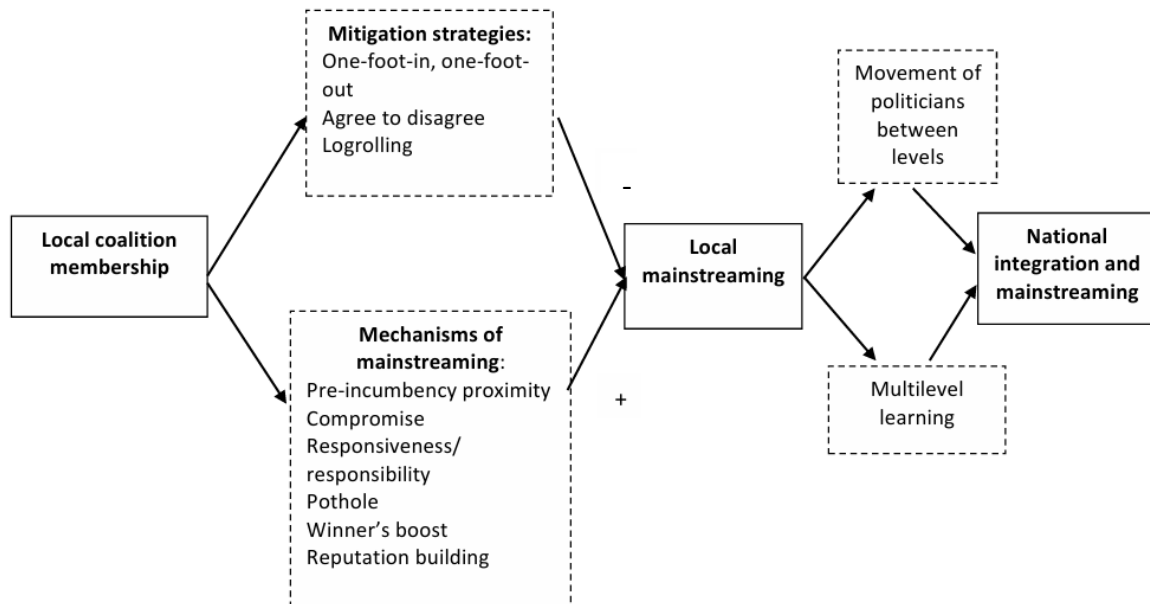 Mitigation strategies:
One-foot-in, one-foot-
out
Agree to disagree
Logrolling
Movement of
politicians
between
levels
-
Local coalition
membership
Local
mainstreaming
National
integration and
mainstreaming
Mechanisms of
mainstreaming:
Pre-incumbency proximity
Compromise
Responsiveness/
responsibility
Pothole
Winner’s boost
Reputation building
+
Multilevel
learning